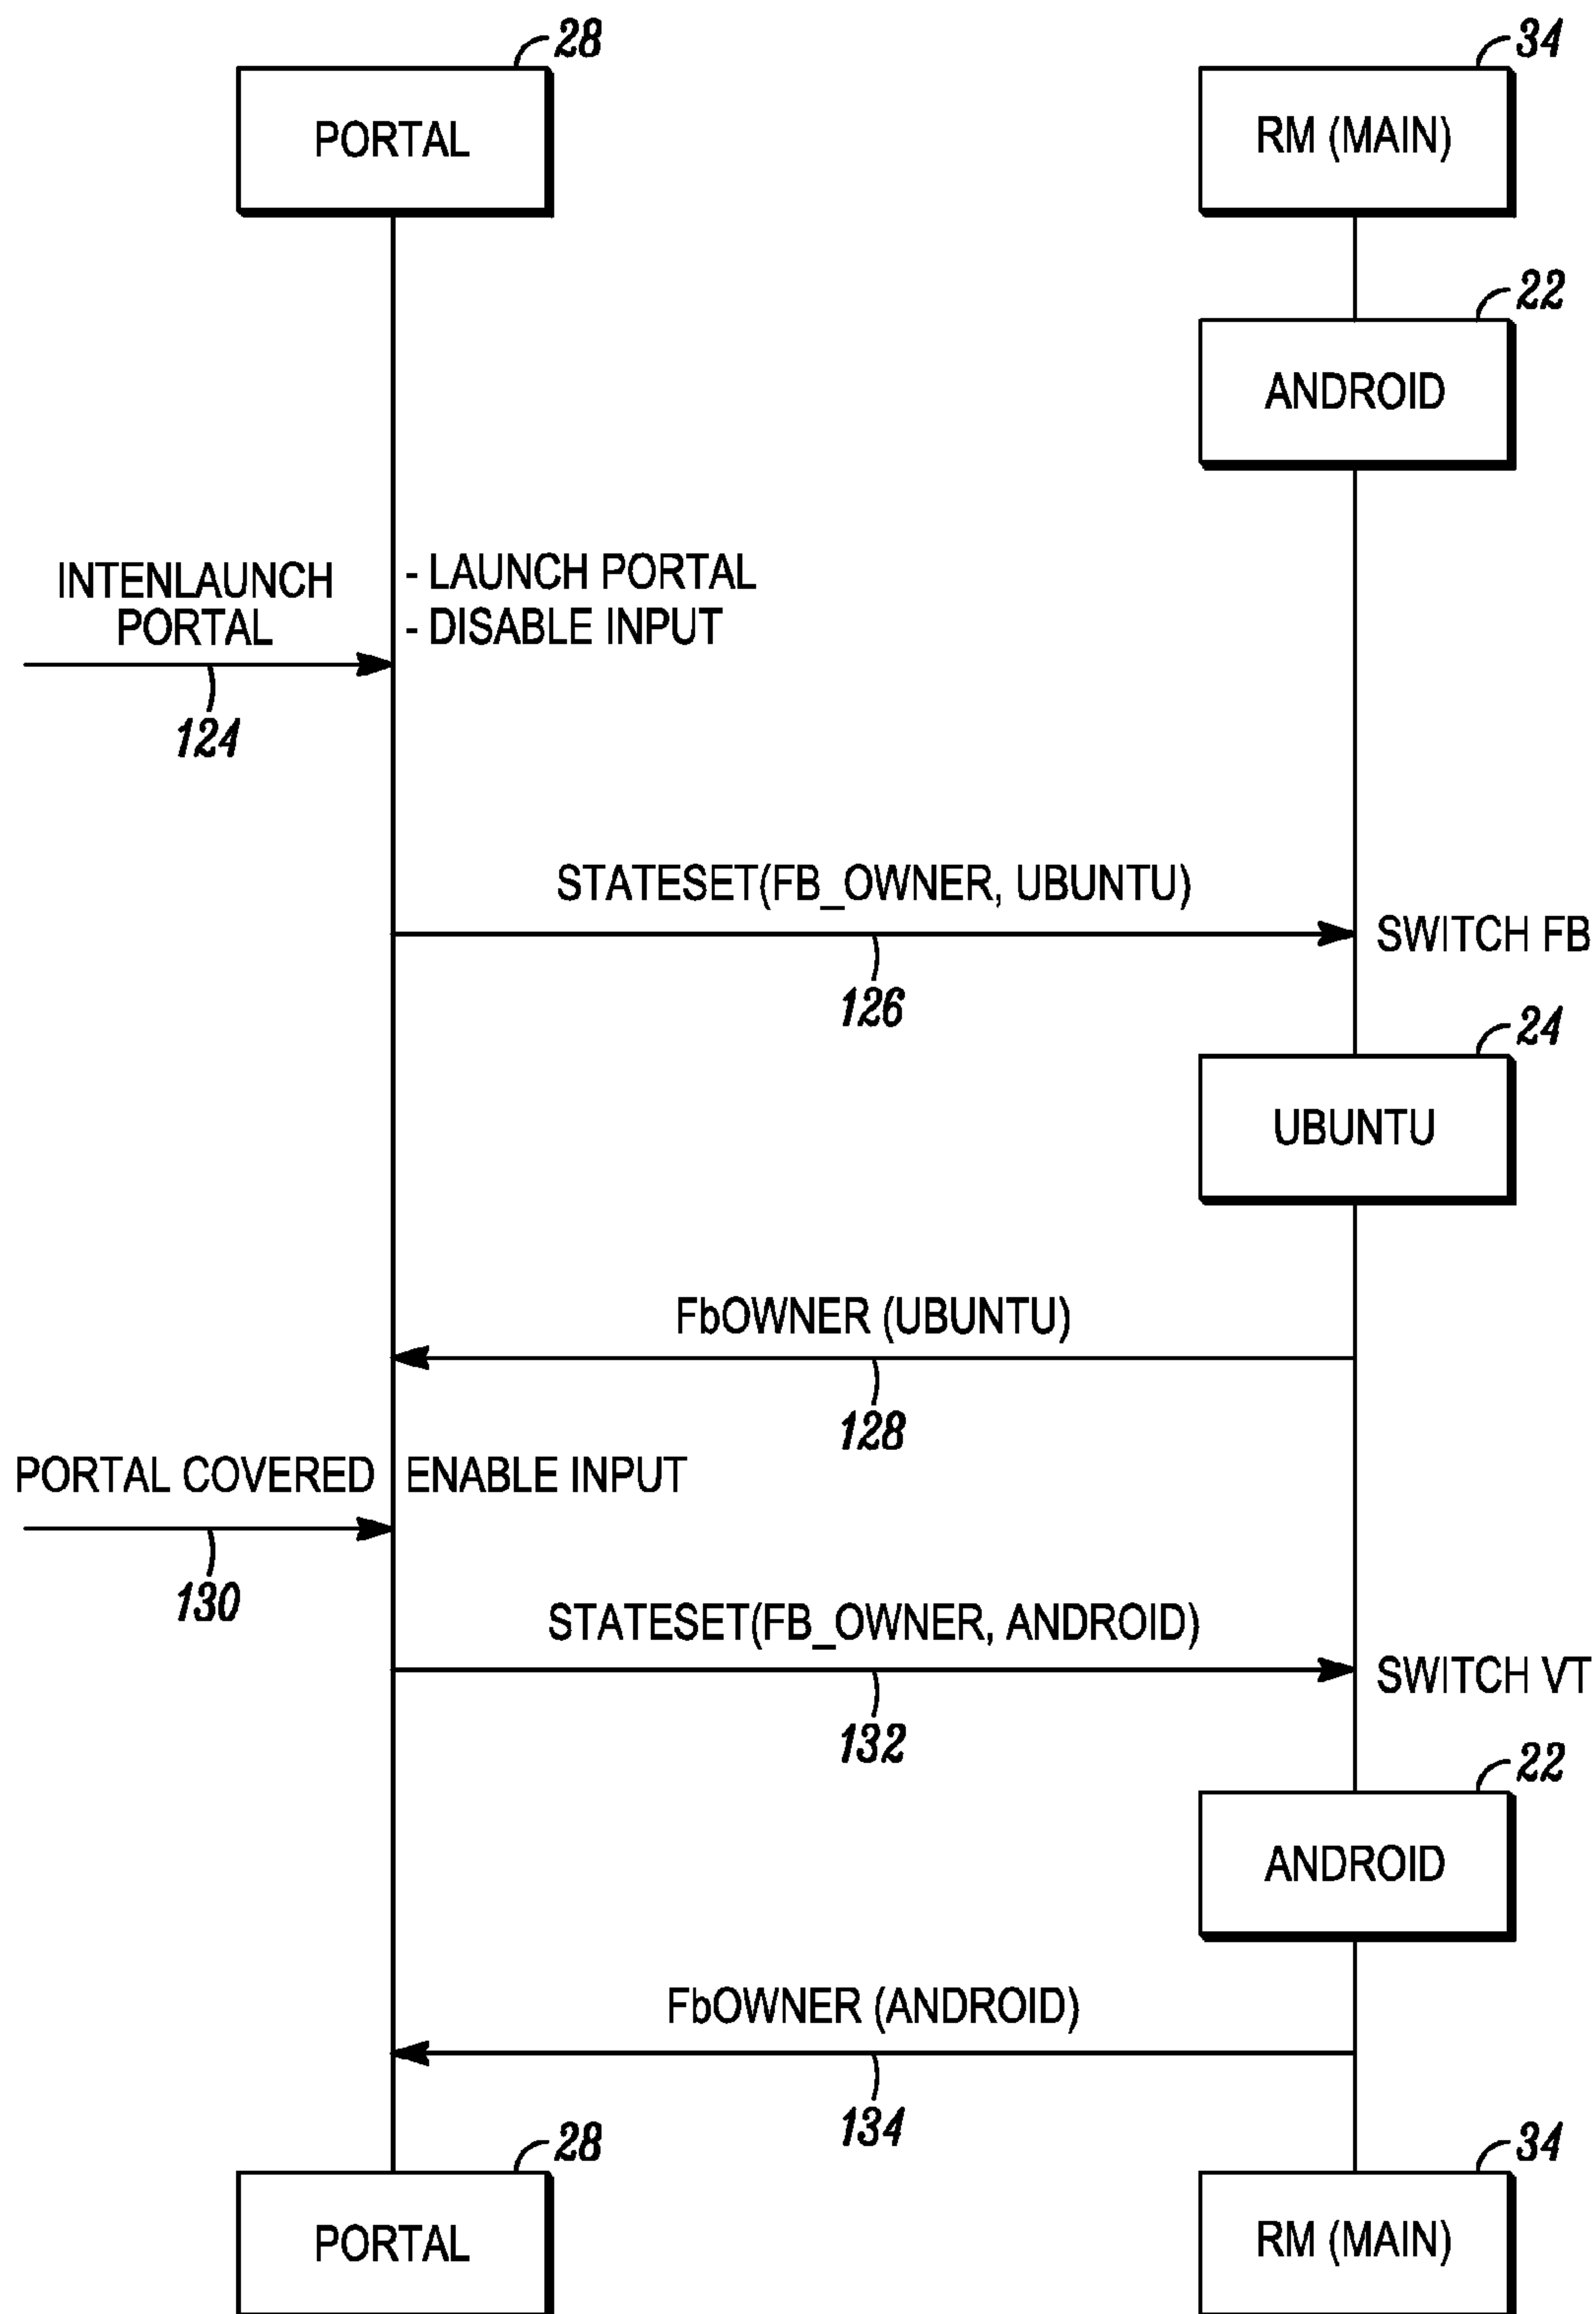 28
34
PORTAL
RM (MAIN)
22
ANDROID
INTENLAUNCH
PORTAL
- LAUNCH PORTAL
- DISABLE INPUT
124
STATESET(FB_OWNER, UBUNTU)
SWITCH FB
126
24
UBUNTU
FbOWNER (UBUNTU)
128
PORTAL COVERED
ENABLE INPUT
130
STATESET(FB_OWNER, ANDROID)
SWITCH VT
132
22
ANDROID
FbOWNER (ANDROID)
134
28
34
PORTAL
RM (MAIN)